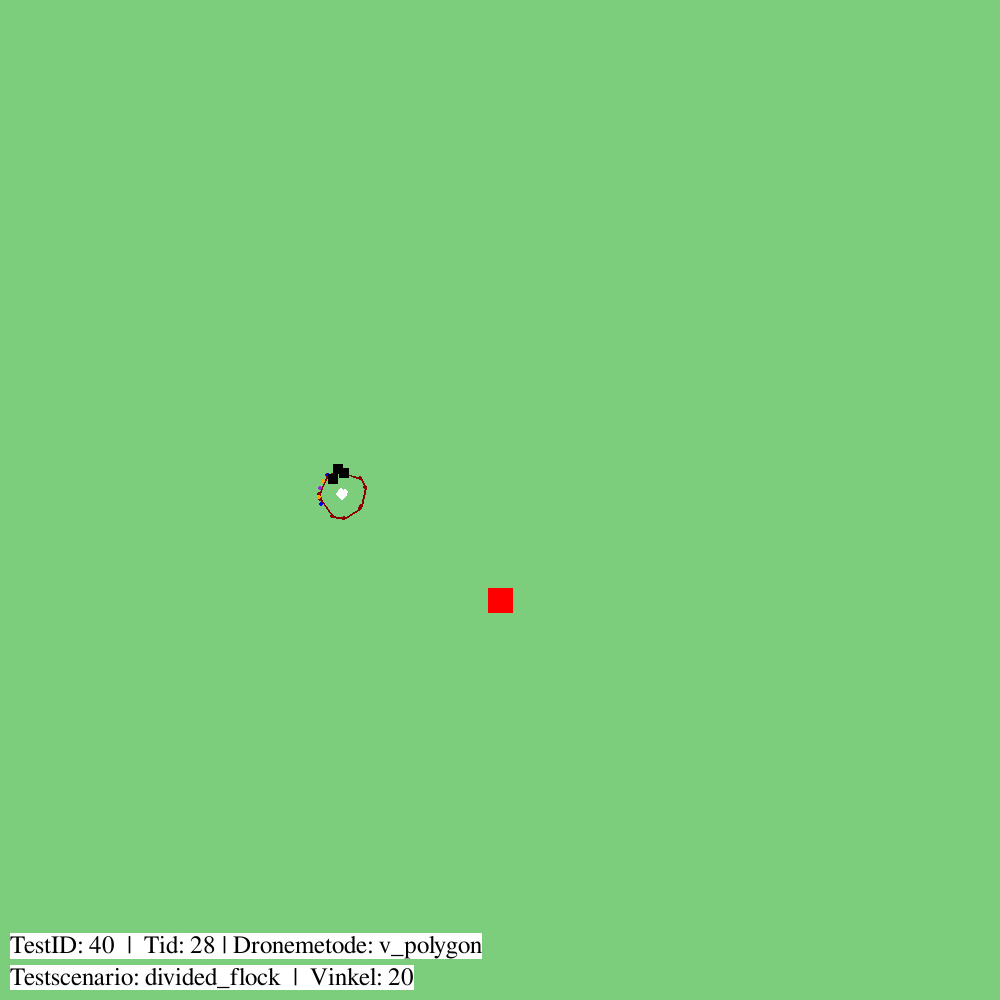 TestID: 40 | Tid: 28 | Dronemetode: v_polygon
Testscenario: divided_flock | Vinkel: 20